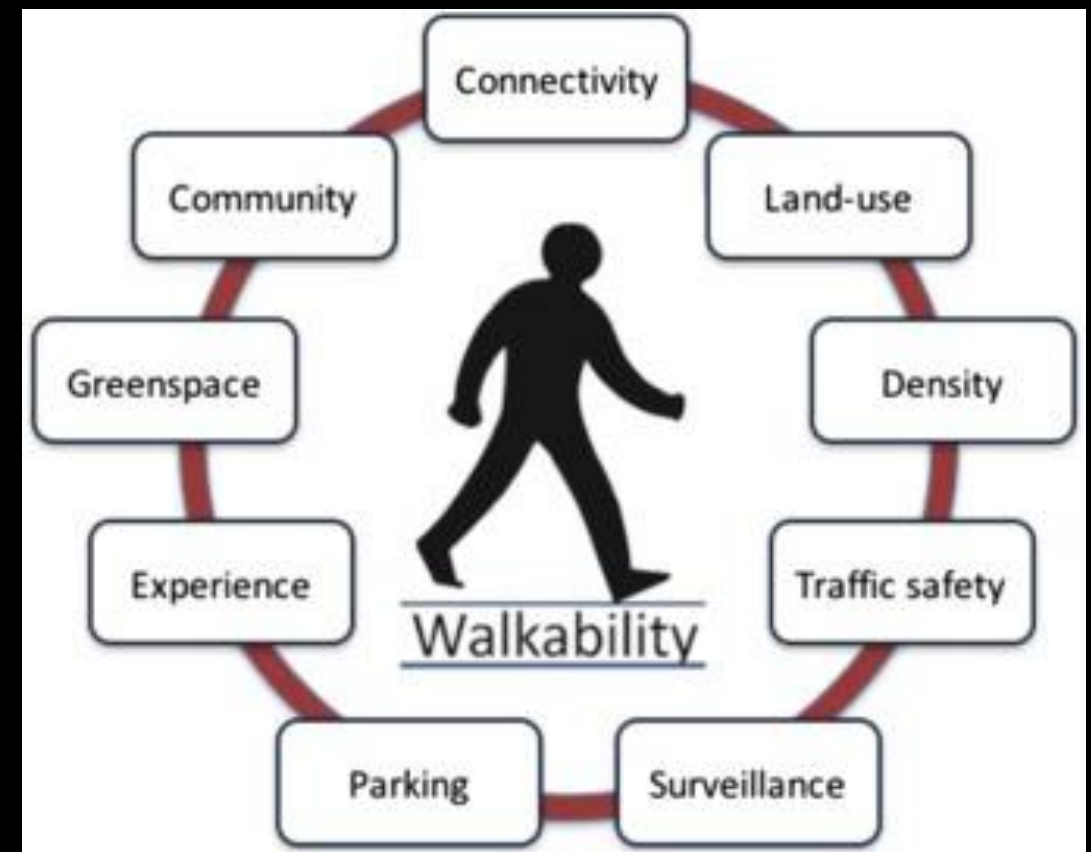 Connectivity
Community
Land-use
Greenspace
Density
Experience
Traffic safety
Walkability
Parking
Surveillance